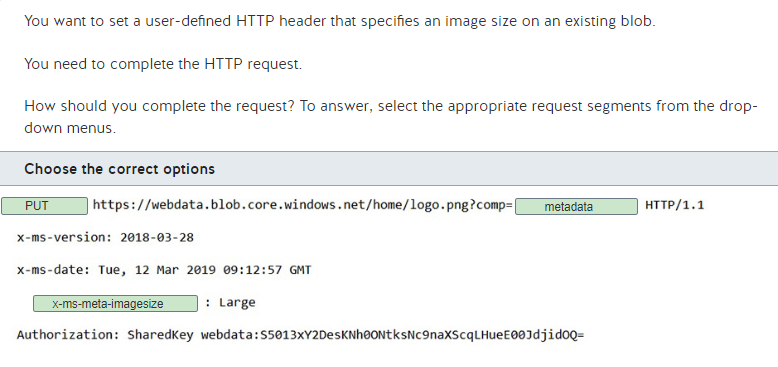 You want to set a user-defined HTTP header that specifies an image size on an existing blob.
You need to complete the HTTP request.
How should you complete the request? To answer, select the appropriate request segments from the drop-
down menus.
Choose the correct options
PUT https://webdata.blob.core.windows.net/home/logo.png?comp= metadata HTTP/1.1
x-ms-version: 2018-03-28
x-ms-date: Tue, 12 Mar 2019 09:12:57 GMT
x-ms-meta-imagesize : Large
Authorization: SharedKey webdata:S5013xY2DesKNh0ONtksNc9naXScqLHueE00JdjidOQ=